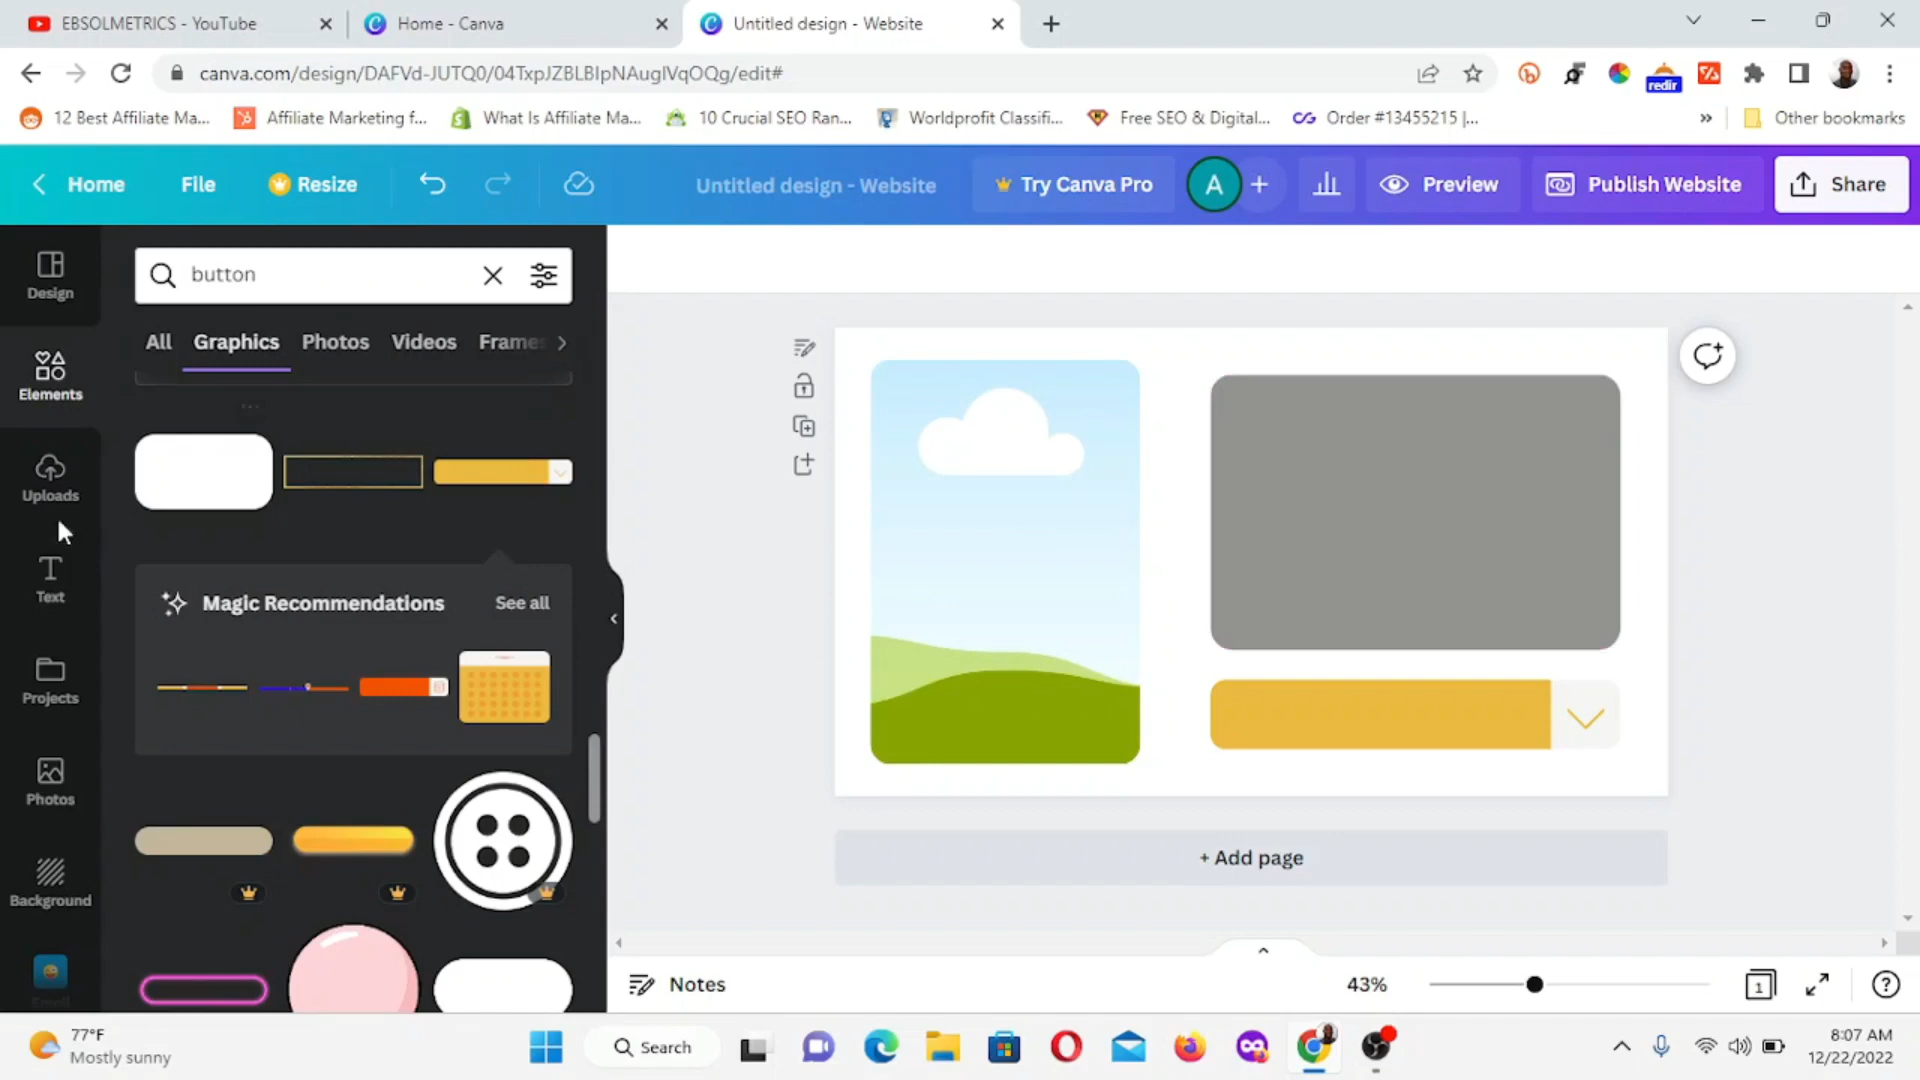 EBSOLMETRICS - YouTube
Home - Canva
Untitled design - Website
canva.com/design/DAFVd-JUTQ0/04TxpJZBLBIpNAugIVqOQg/edit#
redir
12 Best Affiliate Ma...
Affiliate Marketing f...
What Is Affiliate Ma...
10 Crucial SEO Ran...
Worldprofit Classifi...
Free SEO & Digital...
Order #13455215 |...
Other bookmarks
Home
File
Resize
Untitled design - Website
Try Canva Pro
A
Preview
Publish Website
Share
Design
Elements
Uploads
Text
Projects
Photos
Background
Email
button
All
Graphics
Photos
Videos
Frames
Magic Recommendations
See all
+ Add page
Notes
43%
1
77°F
Mostly sunny
Search
8:07 AM
12/22/2022